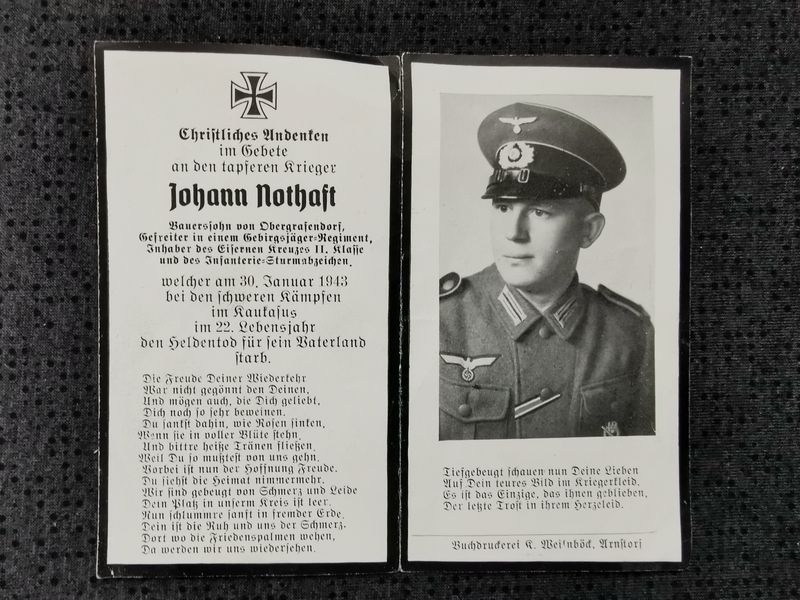 Christliches Andenken
im Gebete
an den tapferen Krieger
Johann Nothaft
Bauerssohn von Obergrafendorf,
Gefreiter in einem Gebirgsjäger-Regiment,
Inhaber des Eisernen Kreuzes II. Klasse
und des Infanterie-Sturmabzeichen,
welcher am 30. Januar 1943
bei den schweren Kämpfen
im Kaukasus
im 22. Lebensjahr
den Heldentod für sein Vaterland
starb.
Die Freude Deiner Wiederkehr
War nicht gegönnt den Deinen,
Und mögen auch, die Dich geliebt,
Dich noch so sehr beweinen.
Du sankst dahin, wie Rosen sinken,
Wenn sie in voller Blüte stehn,
Und bittre heiße Tränen fließen,
Weil Du so mußtest von uns gehn.
Vorbei ist nun der Hoffnung Freude.
Du siehst die Heimat nimmermehr.
Wir sind gebeugt von Schmerz und Leide
Dein Platz in unserm Kreis ist leer.
Nun schlummre sanft in fremder Erde,
Dein ist die Ruh und uns der Schmerz.
Dort wo die Friedenspalmen wehen,
Da werden wir uns wiedersehen.
Tiefgebeugt schauen nun Deine Lieben
Auf Dein teures Bild im Kriegerkleid.
Es ist das Einzige, das ihnen geblieben,
Der letzte Trost in ihrem Herzeleid.
Buchdruckerei K. Weißnböck, Arnstorf